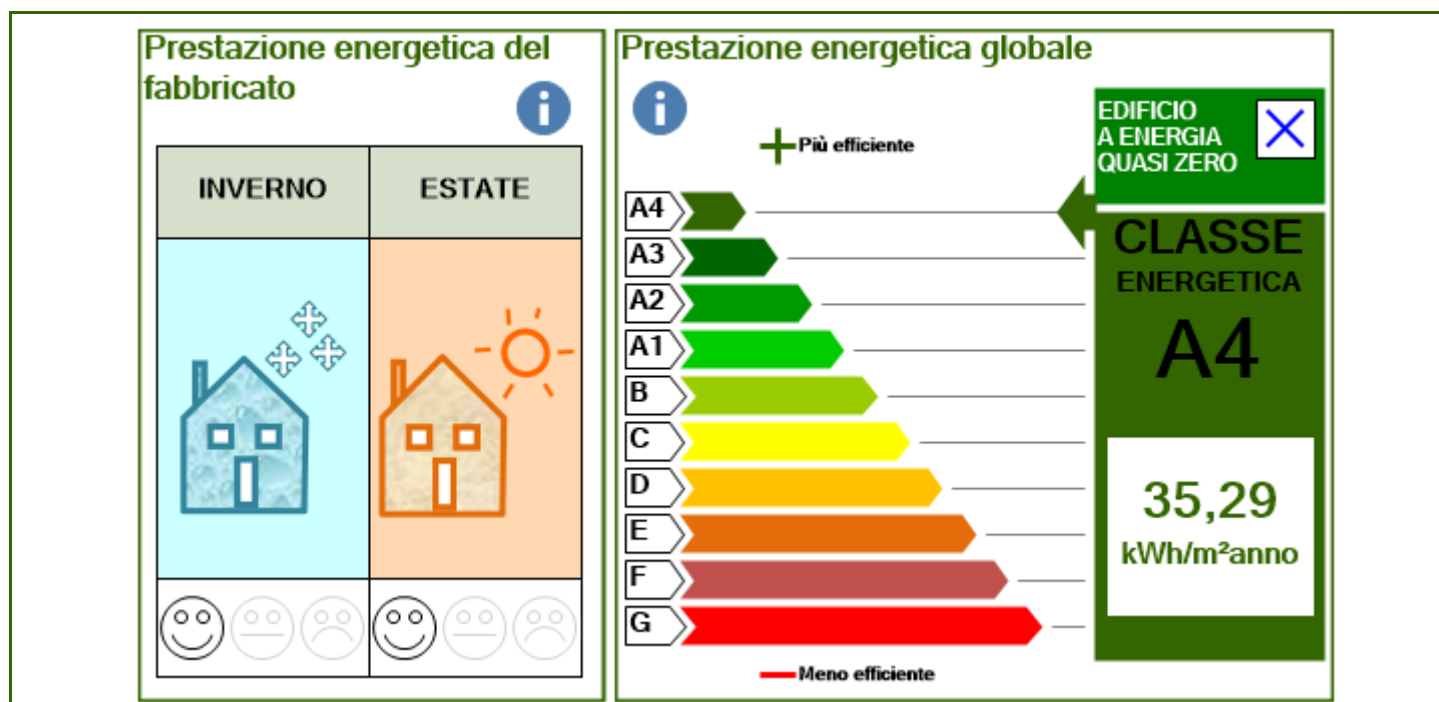 Prestazione energetica del
fabbricato
i
INVERNO
ESTATE
Prestazione energetica globale
i
Più efficiente
A4
A3
A2
A1
B
C
D
E
F
G
Meno efficiente
EDIFICIO
A ENERGIA
QUASI ZERO
CLASSE
ENERGETICA
A4
35,29
kWh/m²anno